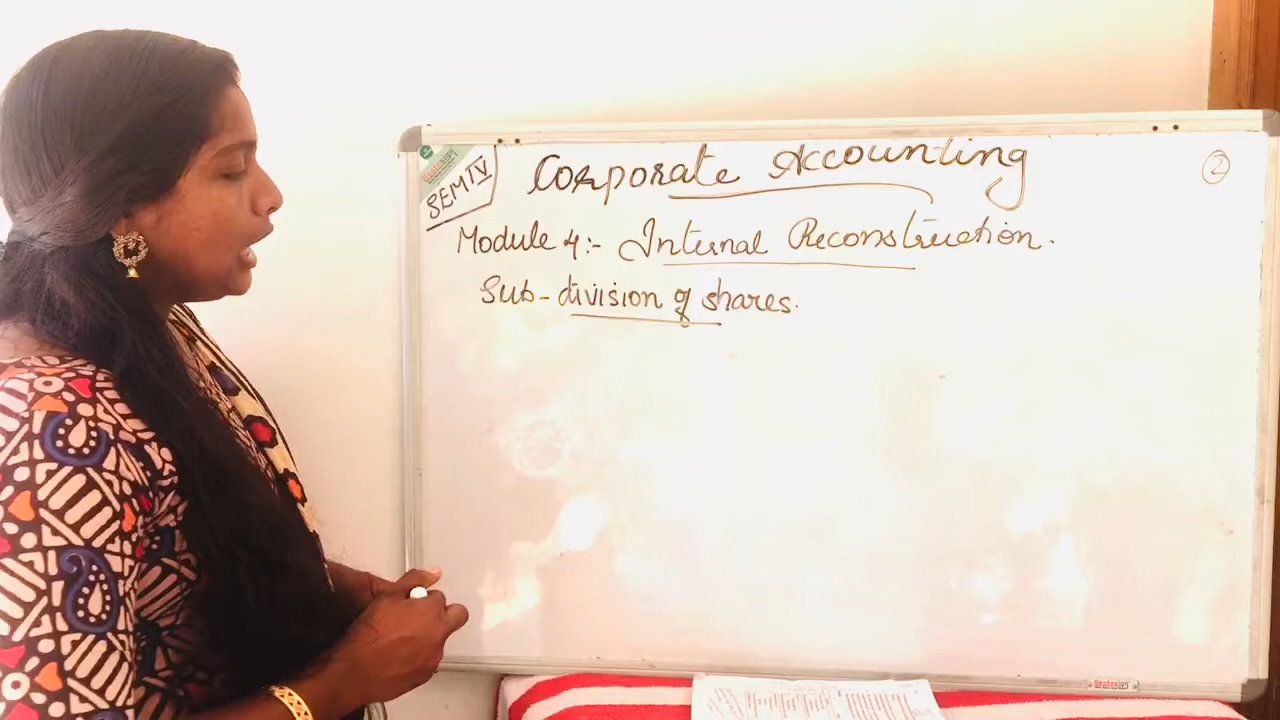 SEM IV
Corporate Accounting
2
Module 4:- Internal Reconstruction.
Sub-division of shares.